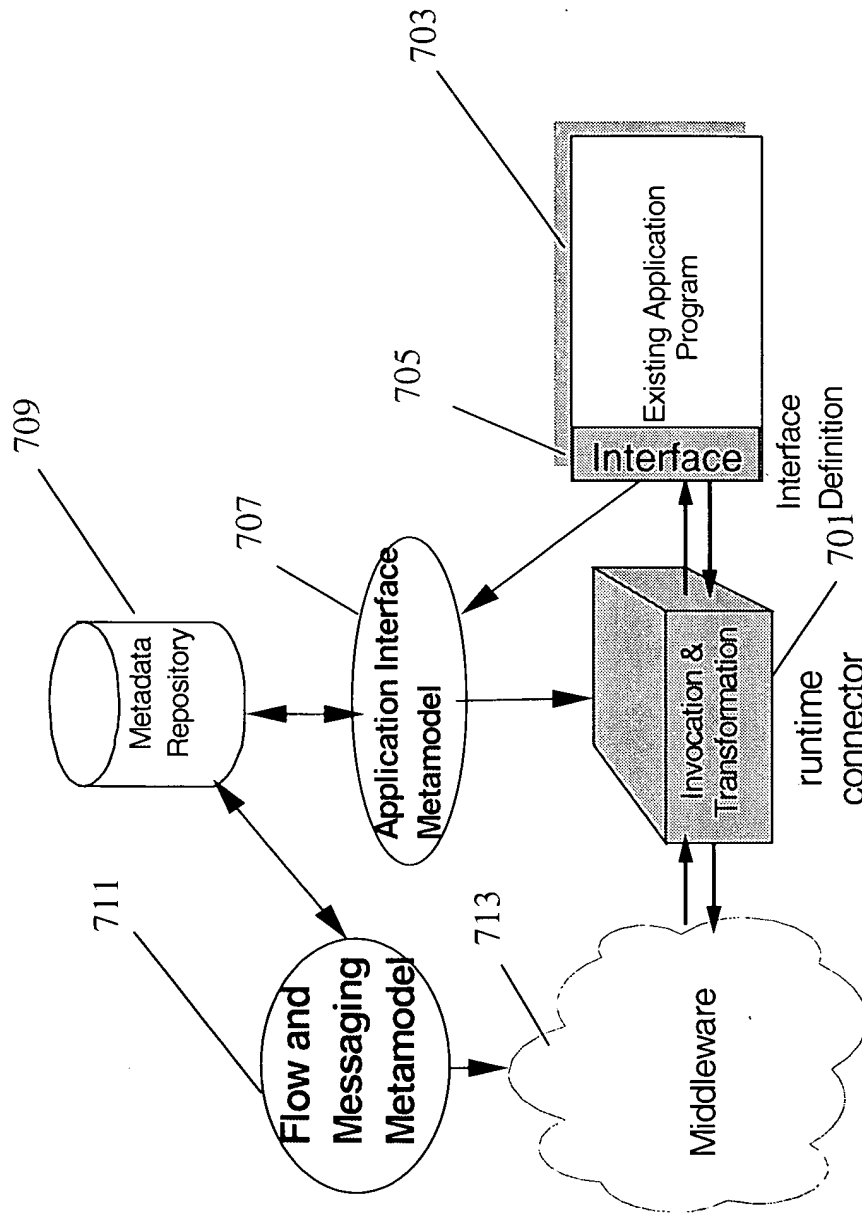 709
Metadata
Repository
711
Flow and
Messaging
Metamodel
707
Application Interface
Metamodel
705
703
713
Middleware
Invocation &
Transformation
Interface
Existing Application
Program
runtime
connector
701
Interface
Definition